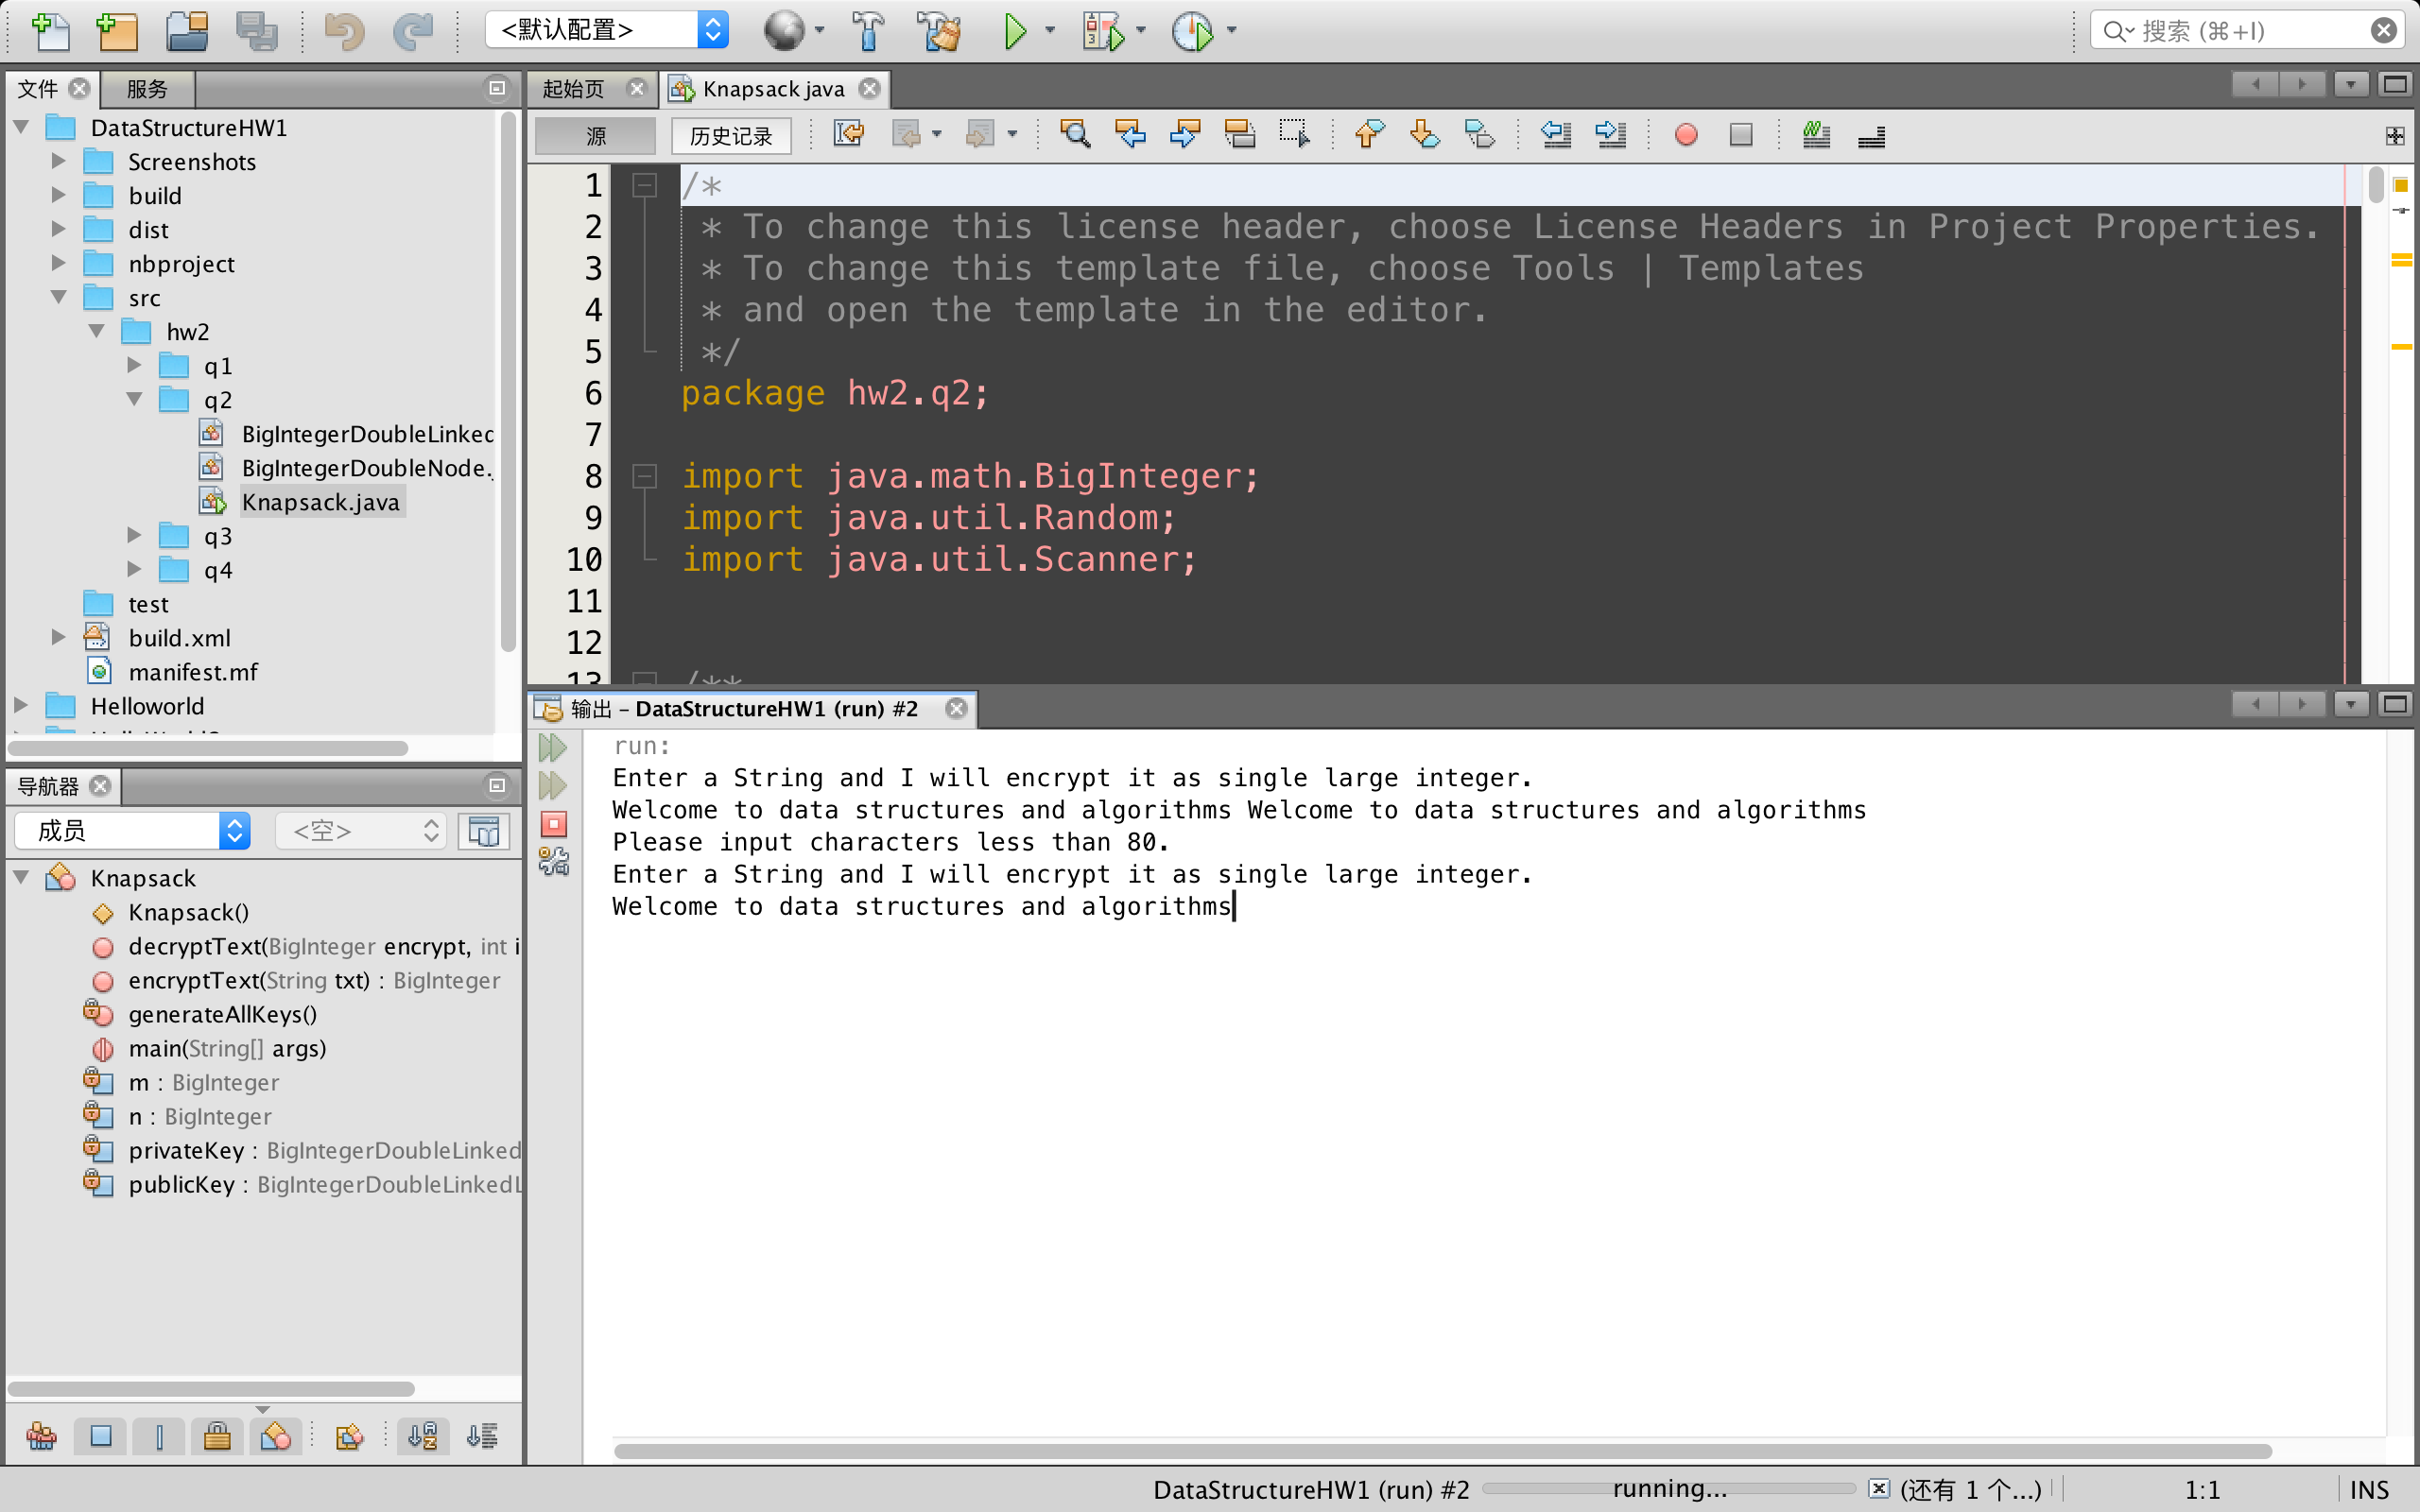 <默认配置>
搜索 (⌘+I)
文件
服务
DataStructureHW1
Screenshots
build
dist
nbproject
src
hw2
q1
q2
BigIntegerDoubleLinked
BigIntegerDoubleNode.
Knapsack.java
q3
q4
test
build.xml
manifest.mf
Helloworld
起始页
Knapsack java
源
历史记录
1 /*
2 * To change this license header, choose License Headers in Project Properties.
3 * To change this template file, choose Tools | Templates
4 * and open the template in the editor.
5 */
6 package hw2.q2;
7
8 import java.math.BigInteger;
9 import java.util.Random;
10 import java.util.Scanner;
11
12
13 /**
输出 – DataStructureHW1 (run) #2
run:
Enter a String and I will encrypt it as single large integer.
Welcome to data structures and algorithms Welcome to data structures and algorithms
Please input characters less than 80.
Enter a String and I will encrypt it as single large integer.
Welcome to data structures and algorithms
导航器
成员
<空>
Knapsack
Knapsack()
decryptText(BigInteger encrypt, int i
encryptText(String txt) : BigInteger
generateAllKeys()
main(String[] args)
m : BigInteger
n : BigInteger
privateKey : BigIntegerDoubleLinked
publicKey : BigIntegerDoubleLinkedL
DataStructureHW1 (run) #2
running...
(还有 1 个...)
1:1
INS